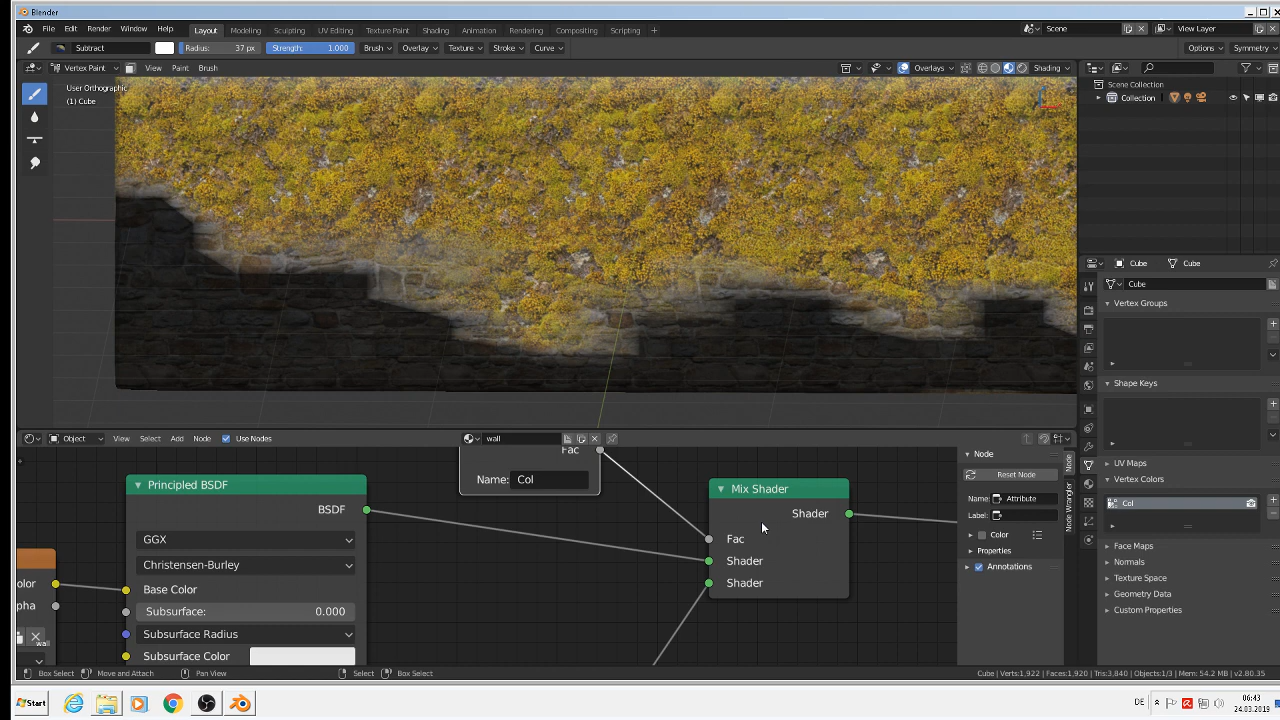 Blender
File Edit Render Window Help Layout Modeling Sculpting UV Editing Texture Paint Shading Animation Rendering Compositing Scripting + Scene View Layer
Subtract Radius: 37 px Strength: 1.000 Brush Overlay Texture Stroke Curve Options Symmetry
Vertex Paint View Paint Brush Overlays Shading
User Orthographic
(1) Cube
Scene Collection
Collection
Cube Cube
Cube
Vertex Groups
Shape Keys
UV Maps
Vertex Colors
Col
Face Maps
Normals
Texture Space
Geometry Data
Custom Properties
Object View Select Add Node Use Nodes wall
Fac
Name: Col
Principled BSDF
BSDF
GGX
Christensen-Burley
Base Color
Subsurface: 0.000
Subsurface Radius
Subsurface Color
olor
pha
Mix Shader
Shader
Fac
Shader
Shader
Node
Reset Node
Name: Attribute
Label:
Color
Properties
Annotations
Node
Node Wrangler
Box Select Move and Attach Pan View Select Box Select Cube | Verts:1,922 | Faces:1,920 | Tris:3,840 | Objects:1/3 | Mem: 54.2 MB | v2.80.35
Start DE 06:43
24.03.2019